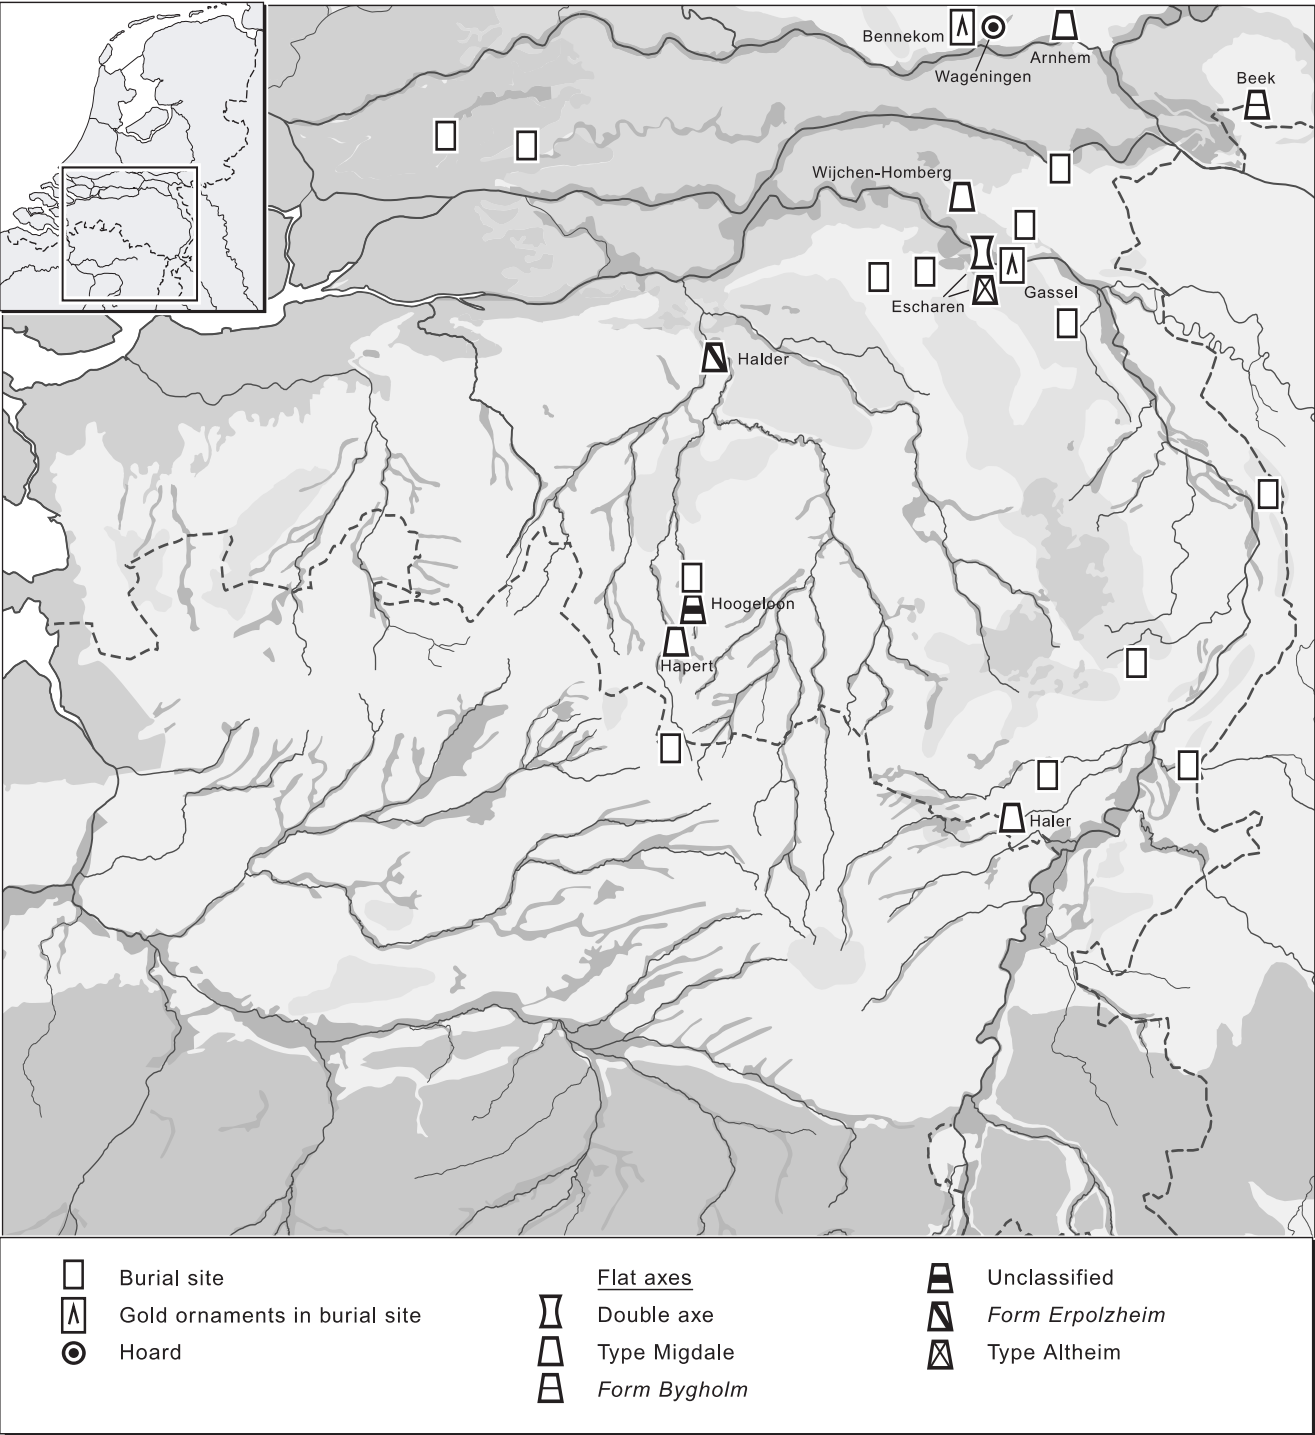 Bennekom
Wageningen
Arnhem
Beek
Wijchen-Homberg
Escharen
Gassel
Halder
Hoogeloon
Hapert
Haler
Burial site
Gold ornaments in burial site
Hoard
Flat axes
Double axe
Type Migdale
Form Bygholm
Unclassified
Form Erpolzheim
Type Altheim